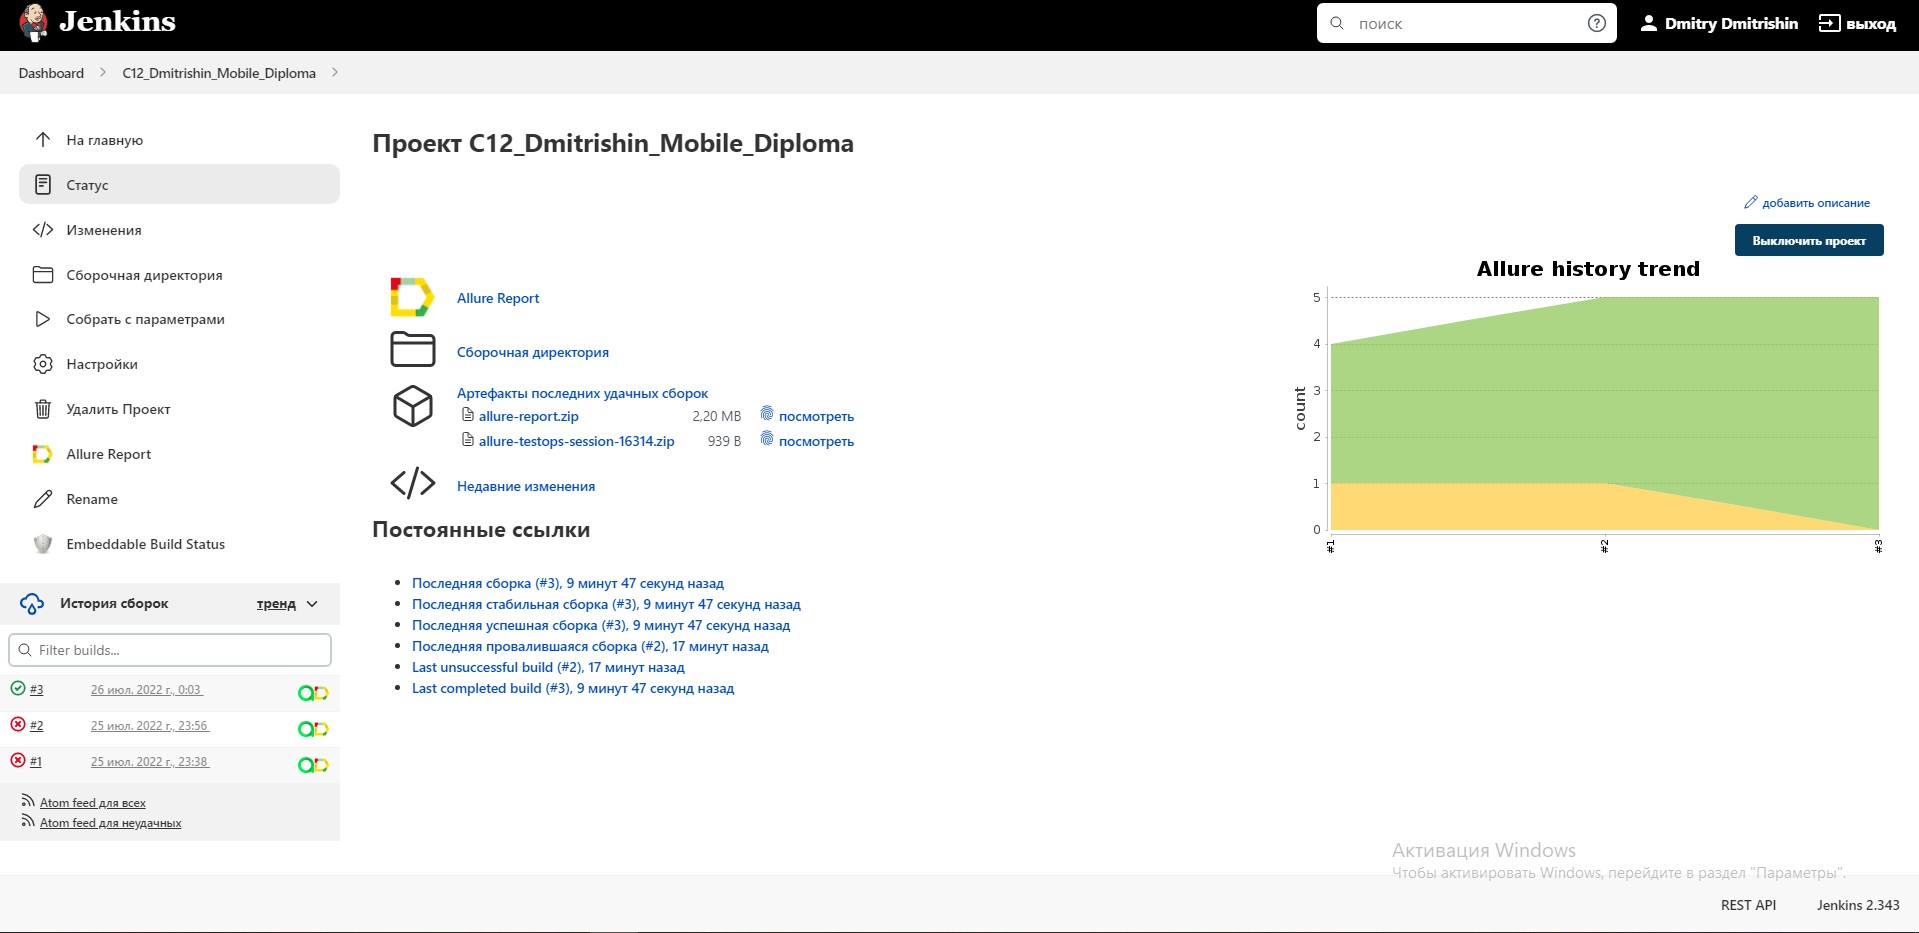 Jenkins
поиск
Dmitry Dmitrishin
выход
Dashboard
C12_Dmitrishin_Mobile_Diploma
На главную
Статус
Изменения
Сборочная директория
Собрать с параметрами
Настройки
Удалить Проект
Allure Report
Rename
Embeddable Build Status
История сборок
тренд
Filter builds...
#3 26 июл. 2022 г., 0:03
#2 25 июл. 2022 г., 23:56
#1 25 июл. 2022 г., 23:38
Atom feed для всех
Atom feed для неудачных
Проект C12_Dmitrishin_Mobile_Diploma
добавить описание
Выключить проект
Allure Report
Сборочная директория
Артефакты последних удачных сборок
allure-report.zip 2,20 MB посмотреть
allure-testops-session-16314.zip 939 B посмотреть
Недавние изменения
Постоянные ссылки
Последняя сборка (#3), 9 минут 47 секунд назад
Последняя стабильная сборка (#3), 9 минут 47 секунд назад
Последняя успешная сборка (#3), 9 минут 47 секунд назад
Последняя провалившаяся сборка (#2), 17 минут назад
Last unsuccessful build (#2), 17 минут назад
Last completed build (#3), 9 минут 47 секунд назад
Allure history trend
count
5
4
3
2
1
0
#1
#2
#3
Активация Windows
Чтобы активировать Windows, перейдите в раздел "Параметры".
REST API
Jenkins 2.343